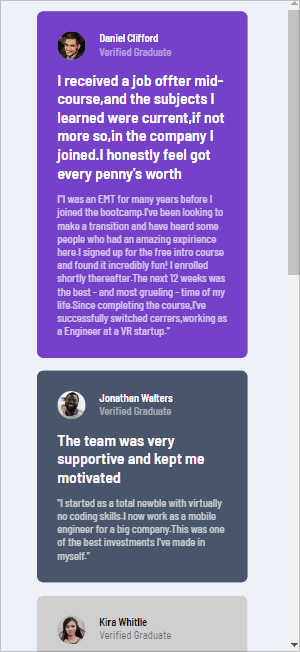 Daniel Clifford
Verified Graduate
I received a job offter mid-
course,and the subjects I
learned were current,if not
more so,in the company I
joined.I honestly feel got
every penny's worth
I"I was an EMT for many years before I
joined the bootcamp.I've been looking to
make a transition and have heard some
people who had an amazing expirience
here.I signed up for the free intro course
and found it incredibly fun! I enrolled
shortly thereafter.The next 12 weeks was
the best - and most grueling - time of my
life.Since completing the course,I've
successfully switched cerrers,working as
a Engineer at a VR startup."
Jonathan Walters
Verified Graduate
The team was very
supportive and kept me
motivated
"I started as a total newble with virtually
no coding skills.I now work as a mobile
engineer for a big company.This was one
of the best investments I've made in
myself."
Kira Whitlle
Verified Graduate